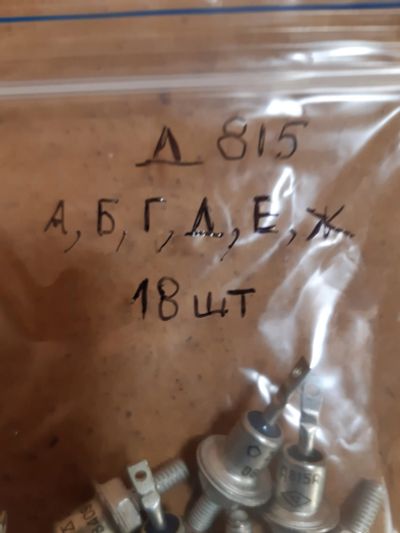 Д 815
А, Б, Г, Д, Е, Ж
18 шт